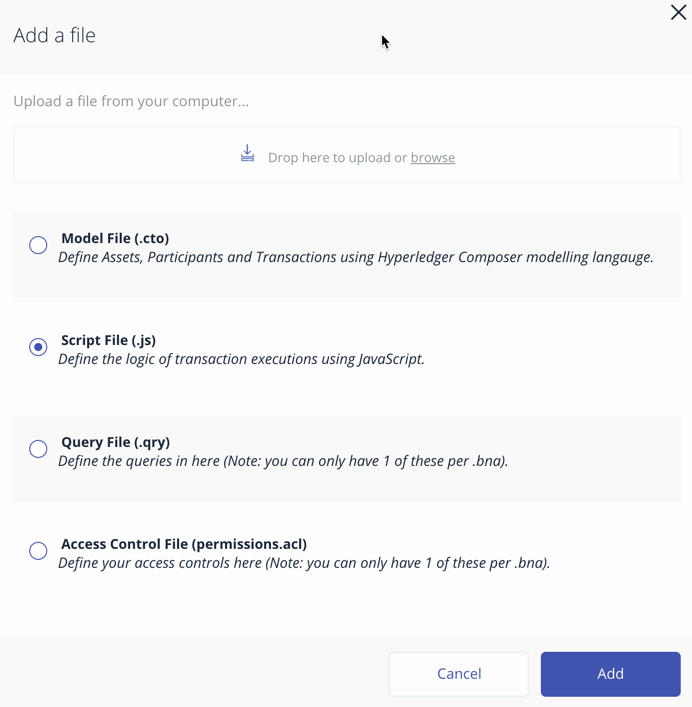 Add a file
Upload a file from your computer...
Drop here to upload or browse
Model File (.cto)
Define Assets, Participants and Transactions using Hyperledger Composer modelling langauge.
Script File (.js)
Define the logic of transaction executions using JavaScript.
Query File (.qry)
Define the queries in here (Note: you can only have 1 of these per .bna).
Access Control File (permissions.acl)
Define your access controls here (Note: you can only have 1 of these per .bna).
Cancel
Add